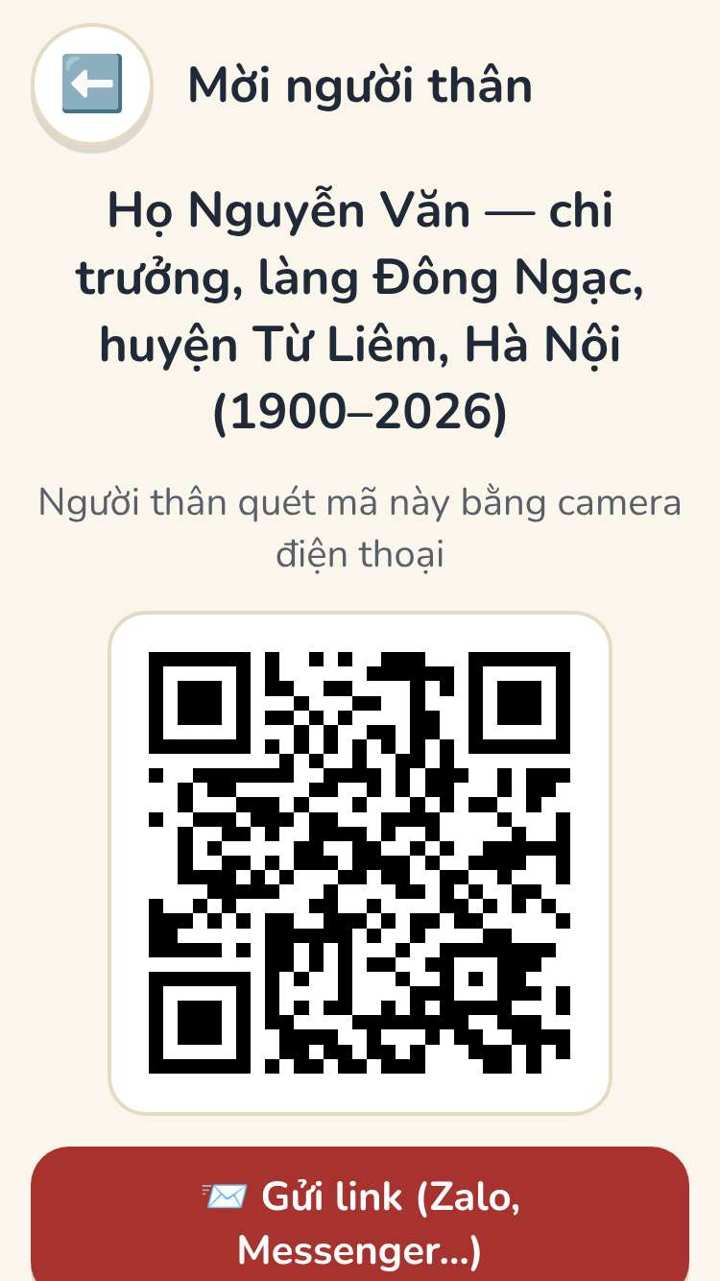 Mời người thân
Họ Nguyễn Văn — chi
trưởng, làng Đông Ngạc,
huyện Từ Liêm, Hà Nội
(1900–2026)
Người thân quét mã này bằng camera
điện thoại
Gửi link (Zalo,
Messenger...)